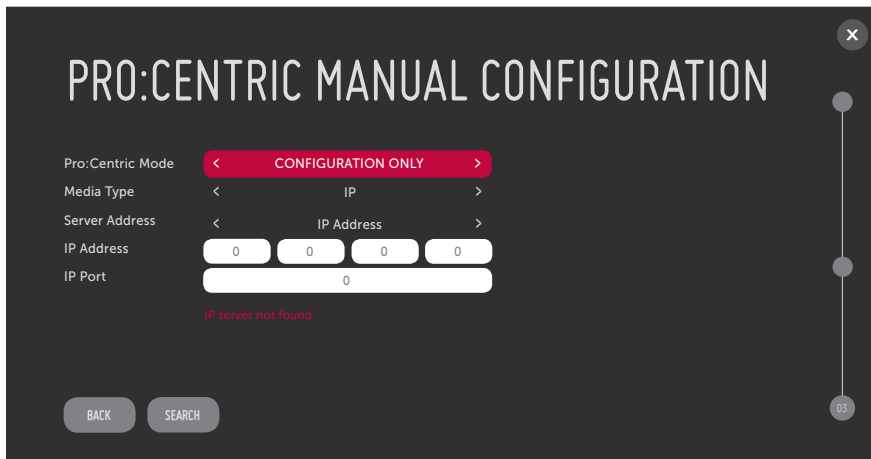 X
PRO:CENTRIC MANUAL CONFIGURATION
Pro:Centric Mode < CONFIGURATION ONLY >
Media Type < IP >
Server Address < IP Address >
IP Address 0 0 0 0
IP Port 0
IP server not found
BACK SEARCH
03